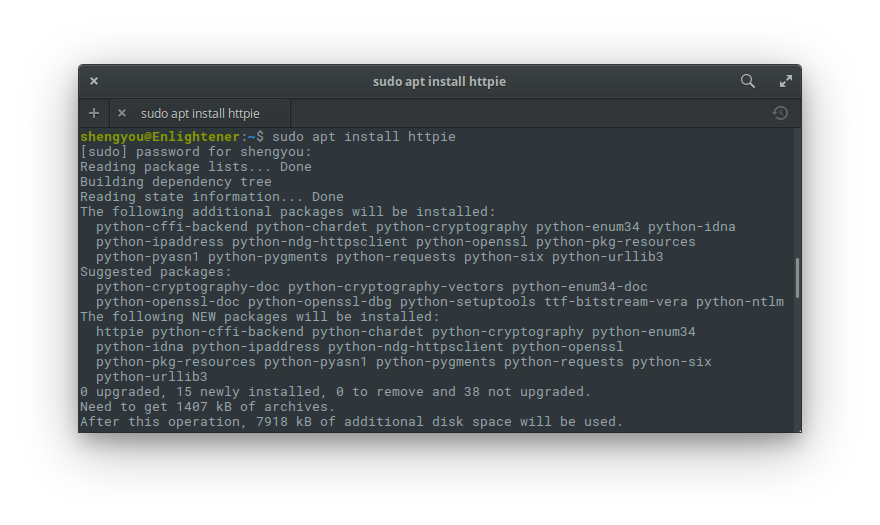 sudo apt install httpie
sudo apt install httpie
shengyou@Enlightener:~$ sudo apt install httpie
[sudo] password for shengyou:
Reading package lists... Done
Building dependency tree
Reading state information... Done
The following additional packages will be installed:
  python-cffi-backend python-chardet python-cryptography python-enum34 python-idna
  python-ipaddress python-ndg-httpsclient python-openssl python-pkg-resources
  python-pyasn1 python-pygments python-requests python-six python-urllib3
Suggested packages:
  python-cryptography-doc python-cryptography-vectors python-enum34-doc
  python-openssl-doc python-openssl-dbg python-setuptools ttf-bitstream-vera python-ntlm
The following NEW packages will be installed:
  httpie python-cffi-backend python-chardet python-cryptography python-enum34
  python-idna python-ipaddress python-ndg-httpsclient python-openssl
  python-pkg-resources python-pyasn1 python-pygments python-requests python-six
  python-urllib3
0 upgraded, 15 newly installed, 0 to remove and 38 not upgraded.
Need to get 1407 kB of archives.
After this operation, 7918 kB of additional disk space will be used.